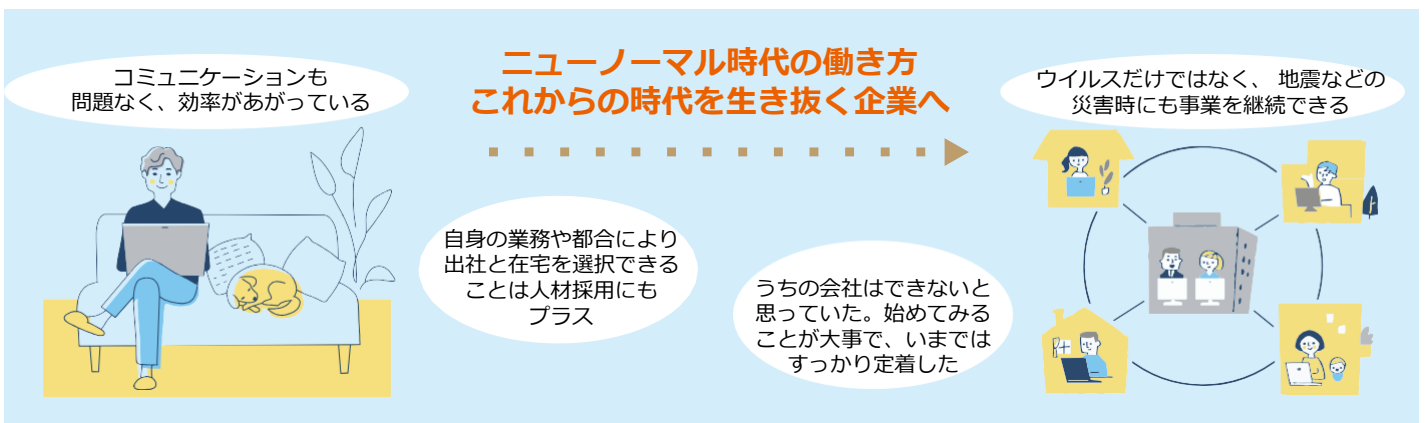 ニューノーマル時代の働き方
これからの時代を生き抜く企業へ
コミュニケーションも
問題なく、効率があがっている
自身の業務や都合により
出社と在宅を選択できる
ことは人材採用にも
プラス
うちの会社はできないと
思っていた。始めてみる
ことが大事で、いまでは
すっかり定着した
ウイルスだけではなく、 地震などの
災害時にも事業を継続できる